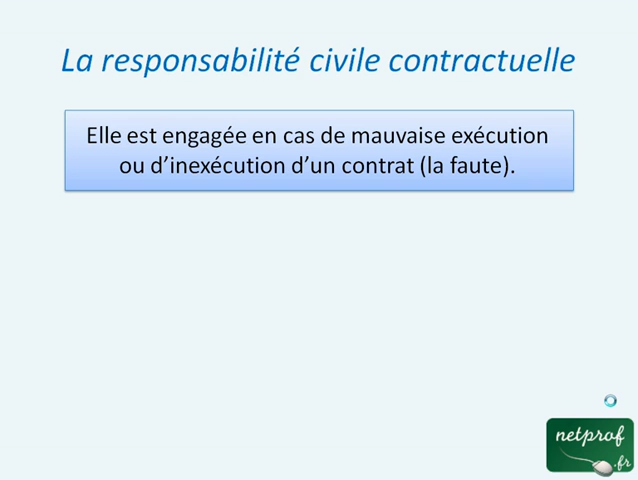 La responsabilité civile contractuelle
Elle est engagée en cas de mauvaise exécution
ou d’inexécution d’un contrat (la faute).
netprof
.fr